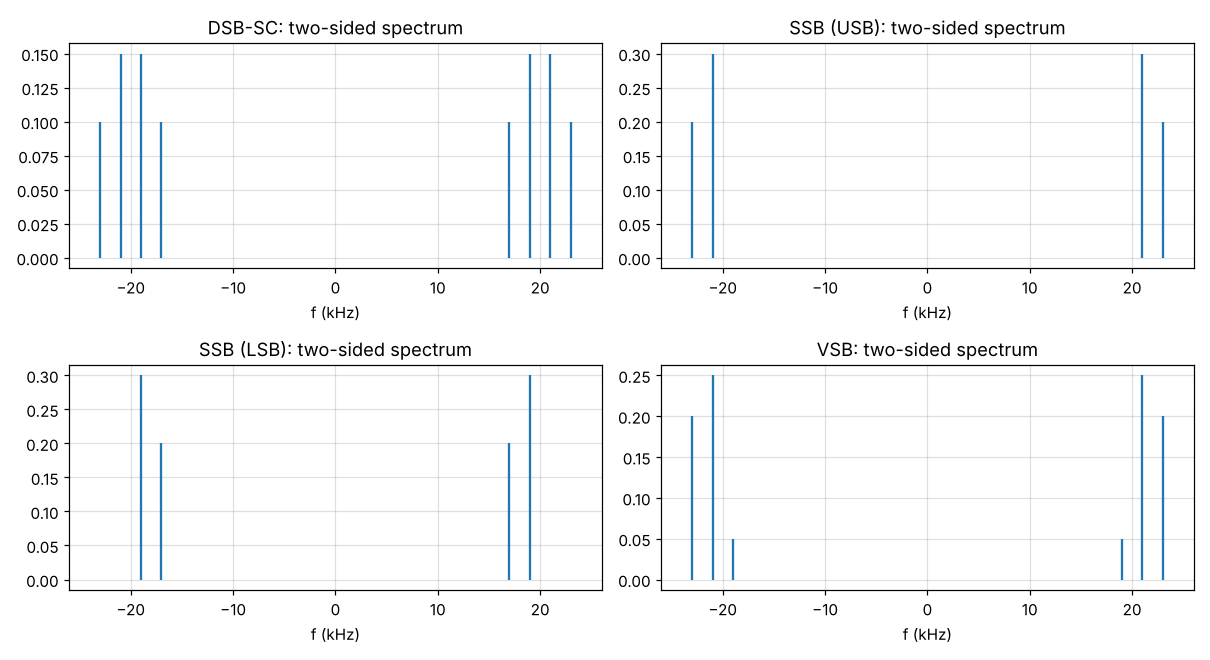 DSB-SC: two-sided spectrum
0.150
0.125
0.100
0.075
0.050
0.025
0.000
−20 −10 0 10 20
f (kHz)
SSB (USB): two-sided spectrum
0.30
0.25
0.20
0.15
0.10
0.05
0.00
−20 −10 0 10 20
f (kHz)
SSB (LSB): two-sided spectrum
0.30
0.25
0.20
0.15
0.10
0.05
0.00
−20 −10 0 10 20
f (kHz)
VSB: two-sided spectrum
0.25
0.20
0.15
0.10
0.05
0.00
−20 −10 0 10 20
f (kHz)